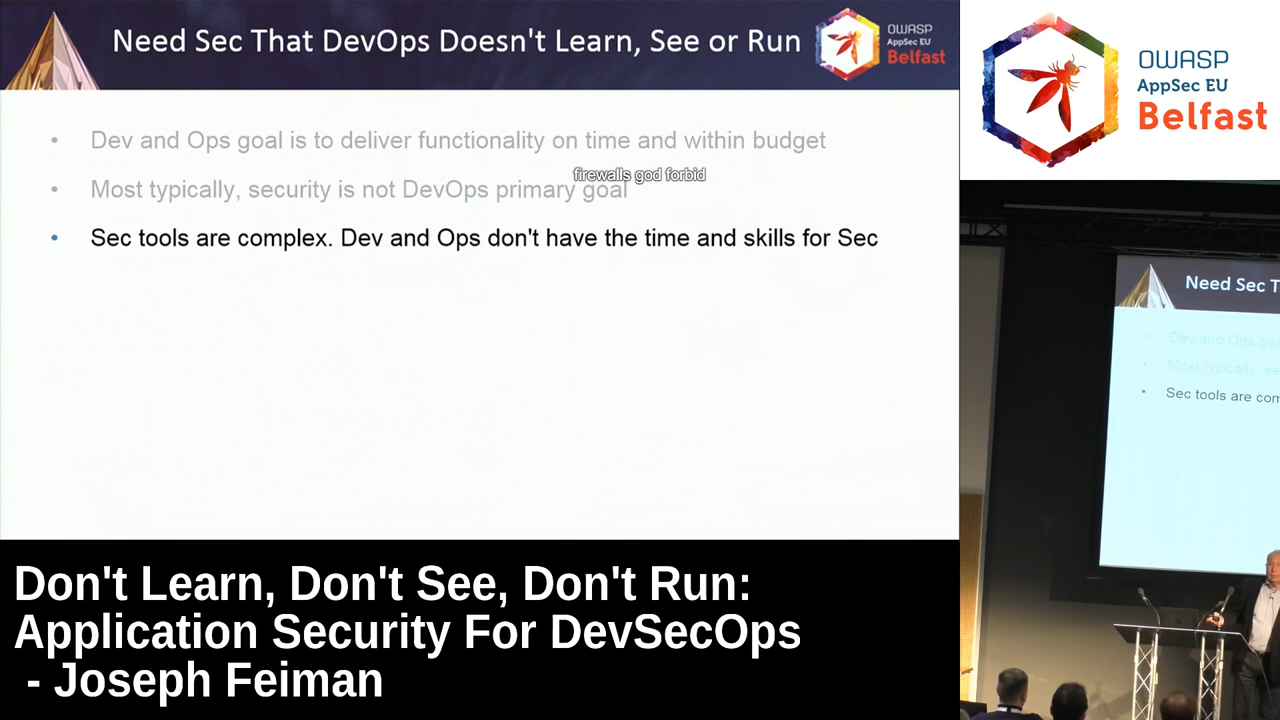 Need Sec That DevOps Doesn't Learn, See or Run
OWASP
AppSec EU
Belfast
• Dev and Ops goal is to deliver functionality on time and within budget
firewalls god forbid
• Most typically, security is not DevOps primary goal
• Sec tools are complex. Dev and Ops don't have the time and skills for Sec
OWASP
AppSec EU
Belfast
Need Sec T
• Dev and Ops goa
• Most typically, se
• Sec tools are com
Don't Learn, Don't See, Don't Run:
Application Security For DevSecOps
- Joseph Feiman